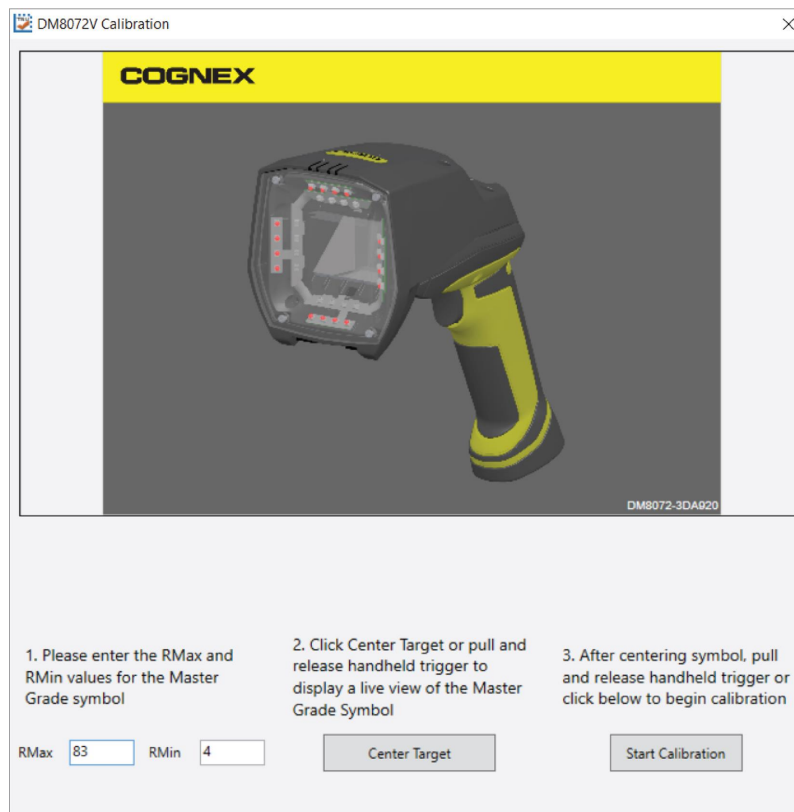 DM8072V Calibration
COGNEX
DM8072-3DA920
1. Please enter the RMax and
RMin values for the Master
Grade symbol
2. Click Center Target or pull and
release handheld trigger to
display a live view of the Master
Grade Symbol
3. After centering symbol, pull
and release handheld trigger or
click below to begin calibration
RMax 83 RMin 4
Center Target
Start Calibration